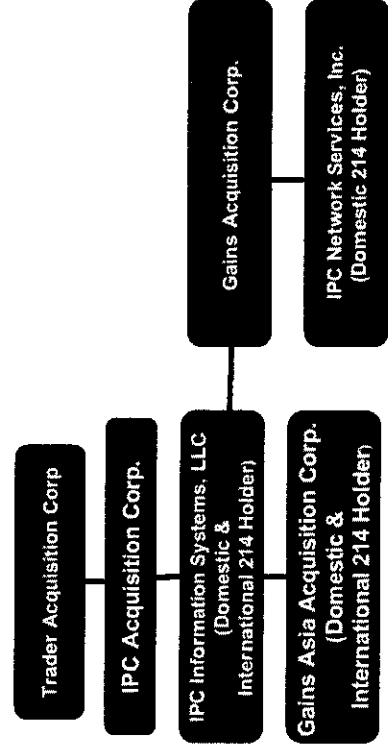 Trader Acquisition Corp
IPC Acquisition Corp.
IPC Information Systems, LLC
(Domestic &
International 214 Holder)
Gains Asia Acquisition Corp.
(Domestic &
International 214 Holder)
Gains Acquisition Corp.
IPC Network Services, Inc.
(Domestic 214 Holder)